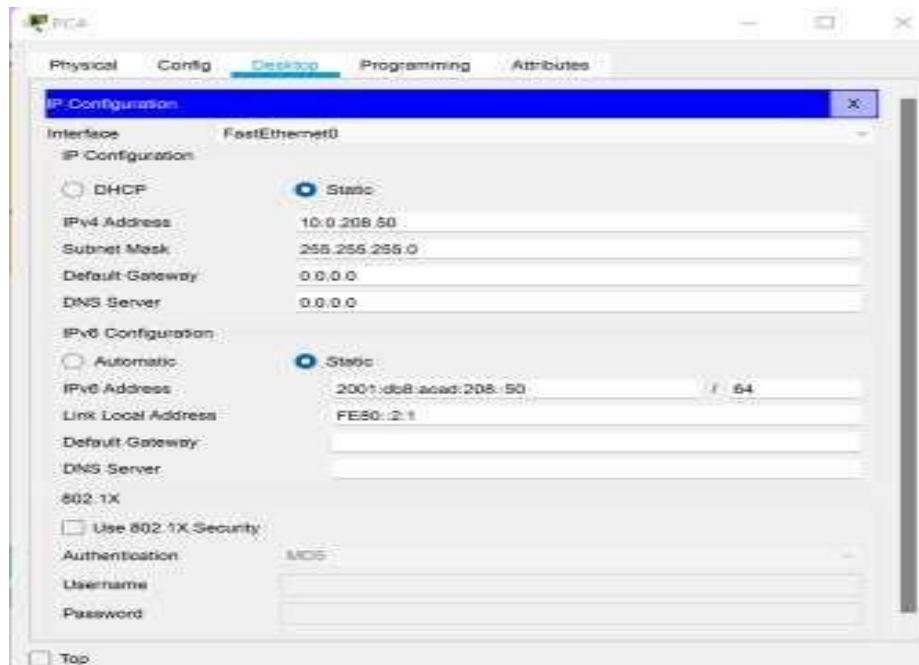 PC4
Physical Config Desktop Programming Attributes
IP Configuration X
Interface FastEthernet0
IP Configuration
DHCP Static
IPv4 Address 10.0.208.50
Subnet Mask 255.255.255.0
Default Gateway 0.0.0.0
DNS Server 0.0.0.0
IPv6 Configuration
Automatic Static
IPv6 Address 2001:db8:acad:208::50 / 64
Link Local Address FE80::2:1
Default Gateway
DNS Server
802.1X
Use 802.1X Security
Authentication MD5
Username
Password
Top